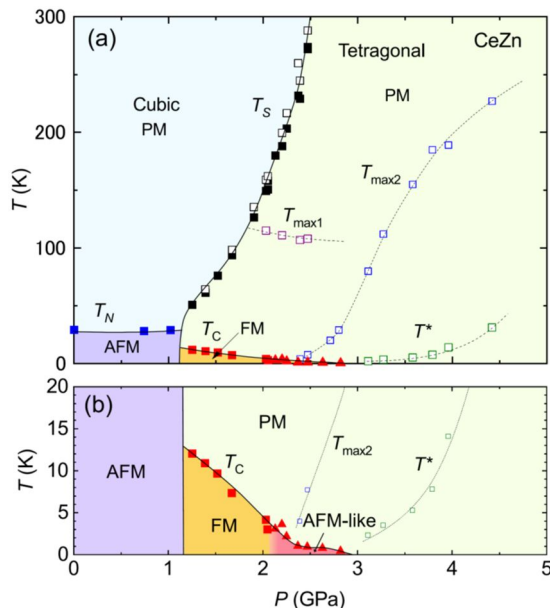 (a)
Tetragonal
CeZn
PM
Cubic
PM
T_S
T_max2
T_max1
T_N
T_C
FM
T*
AFM
300
200
100
0
T (K)
(b)
PM
AFM
T_C
T_max2
T*
AFM-like
FM
20
15
10
5
0
T (K)
0 1 2 3 4 5
P (GPa)